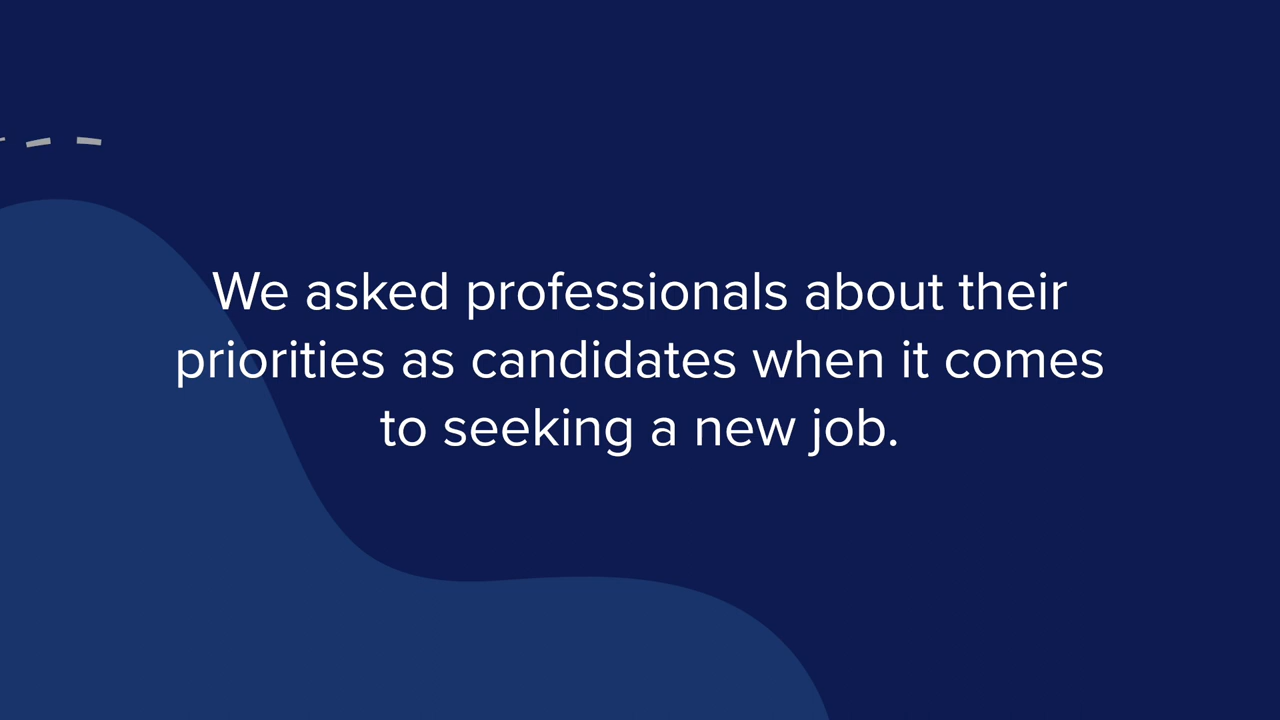 We asked professionals about their
priorities as candidates when it comes
to seeking a new job.